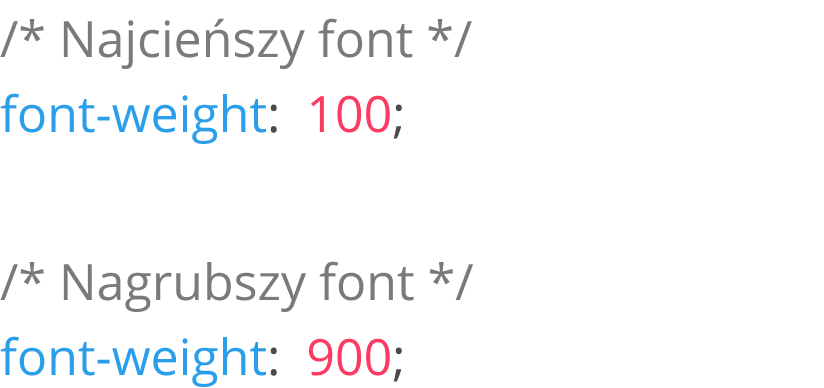 /* Najcieńszy font */
font-weight: 100;
/* Nagrubszy font */
font-weight: 900;